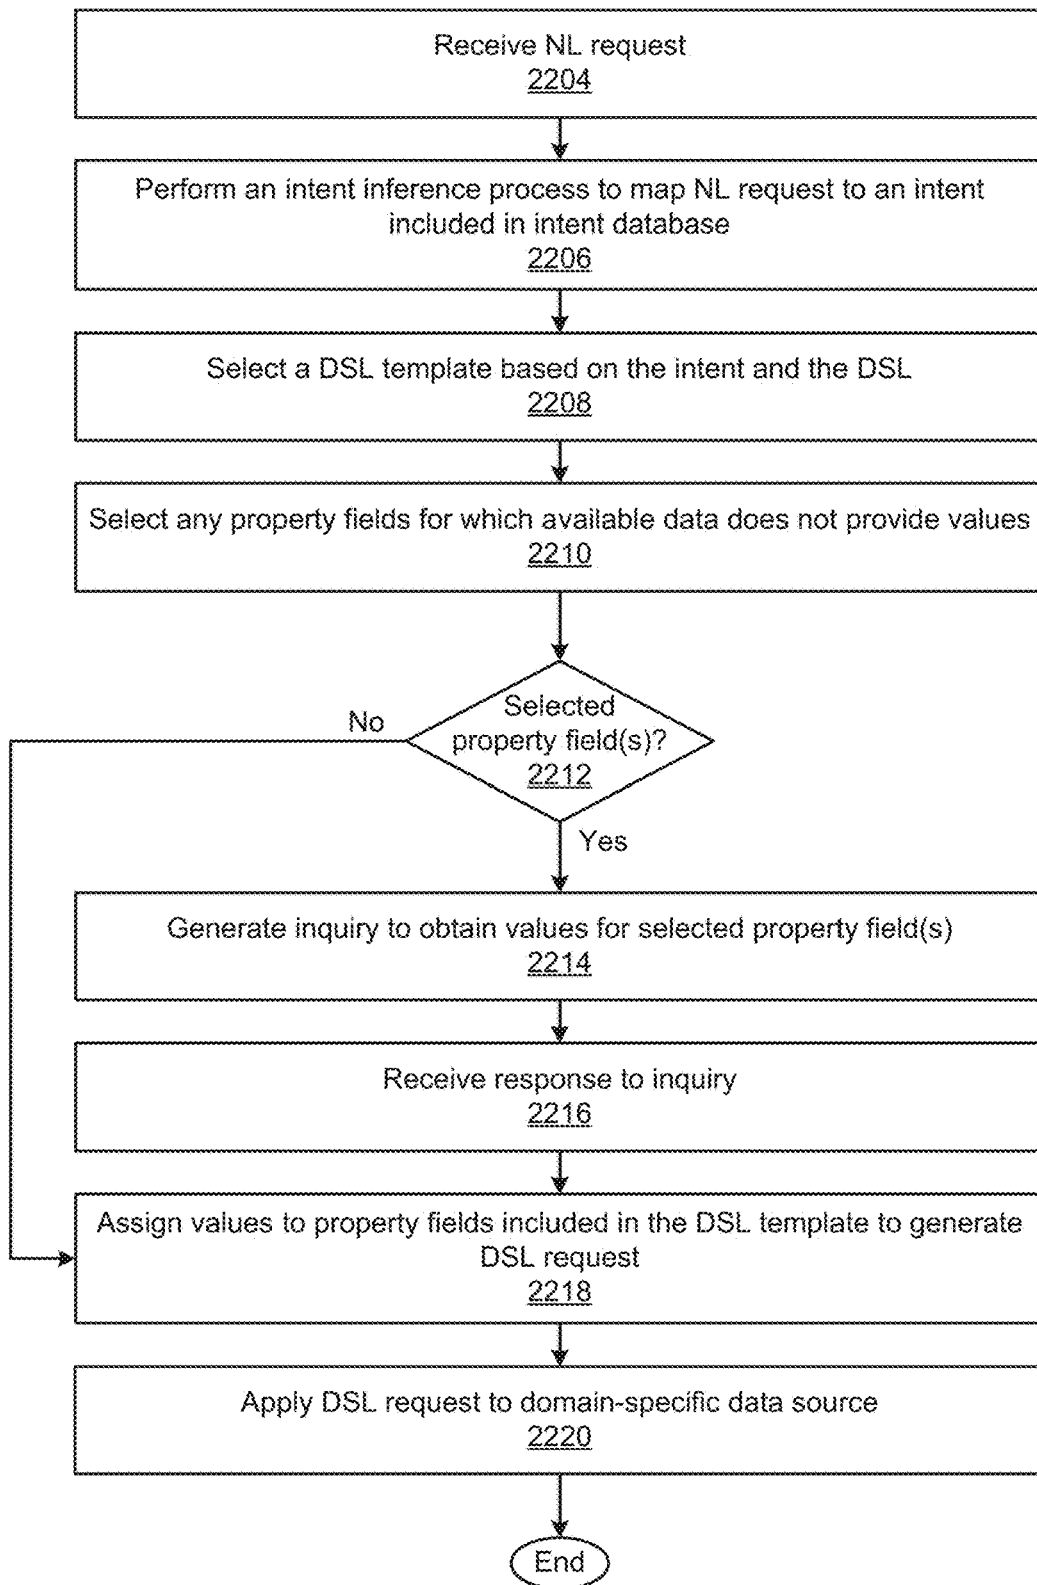 Receive NL request
2204
Perform an intent inference process to map NL request to an intent
included in intent database
2206
Select a DSL template based on the intent and the DSL
2208
Select any property fields for which available data does not provide values
2210
Selected
property field(s)?
2212
No
Yes
Generate inquiry to obtain values for selected property field(s)
2214
Receive response to inquiry
2216
Assign values to property fields included in the DSL template to generate
DSL request
2218
Apply DSL request to domain-specific data source
2220
End